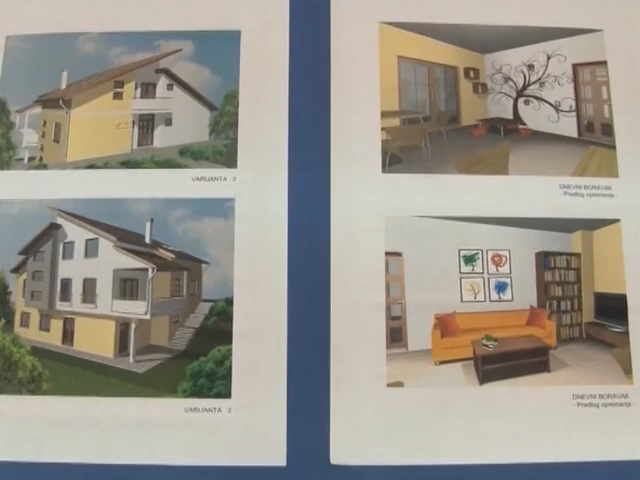 VARIJANTA 2
VARIJANTA 2
DNEVNI BORAVAK
- Predlog opremanja -
DNEVNI BORAVAK
- Predlog opremanja -